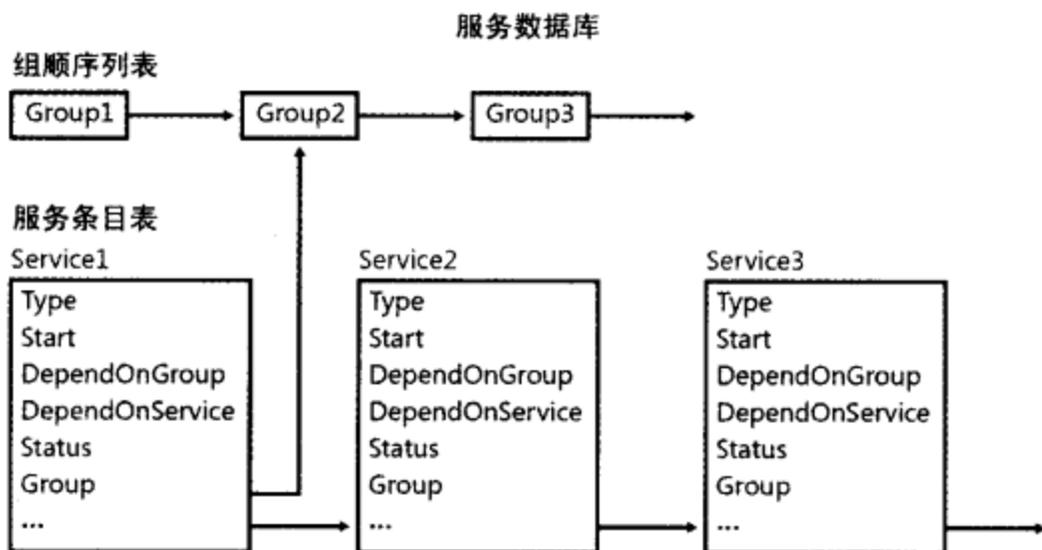 服务数据库
组顺序列表
Group1
Group2
Group3
服务条目表
Service1
Service2
Service3
Type
Start
DependOnGroup
DependOnService
Status
Group
...
Type
Start
DependOnGroup
DependOnService
Status
Group
...
Type
Start
DependOnGroup
DependOnService
Status
Group
...